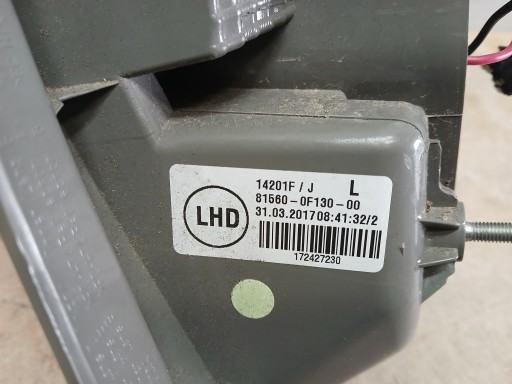 14201F / J L
81560-0F130-00
LHD
31.03.2017 08:41:32/2
172427230